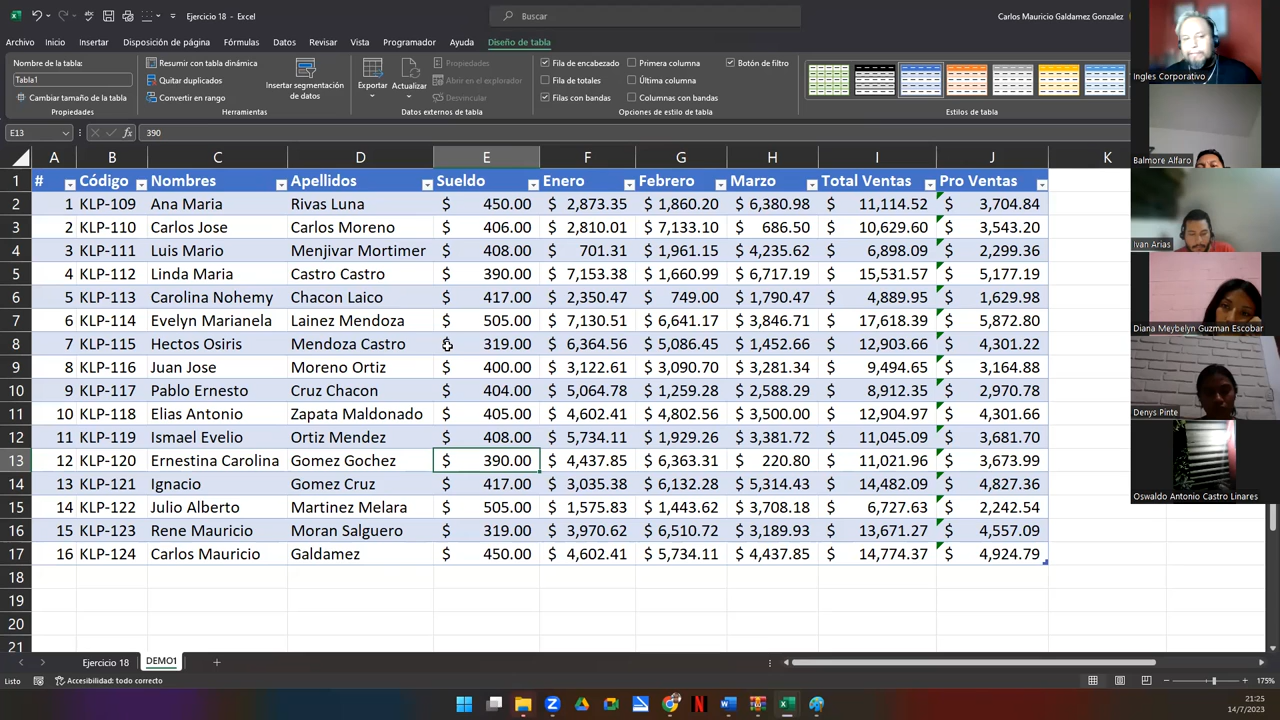 Ejercicio 18 - Excel
Buscar
Carlos Mauricio Galdamez Gonzalez
Archivo Inicio Insertar Disposición de página Fórmulas Datos Revisar Vista Programador Ayuda Diseño de tabla
Nombre de la tabla:
Tabla1
Cambiar tamaño de la tabla
Propiedades
Resumir con tabla dinámica
Quitar duplicados
Convertir en rango
Insertar segmentación de datos
Herramientas
Exportar
Actualizar
Propiedades
Abrir en el explorador
Desvincular
Datos externos de tabla
Fila de encabezado Primera columna Botón de filtro
Fila de totales Última columna
Filas con bandas Columnas con bandas
Opciones de estilo de tabla
Estilos de tabla
E13 fx 390
A B C D E F G H I J K
1 # Código Nombres Apellidos Sueldo Enero Febrero Marzo Total Ventas Pro Ventas
2 1 KLP-109 Ana Maria Rivas Luna $ 450.00 $ 2,873.35 $ 1,860.20 $ 6,380.98 $ 11,114.52 $ 3,704.84
3 2 KLP-110 Carlos Jose Carlos Moreno $ 406.00 $ 2,810.01 $ 7,133.10 $ 686.50 $ 10,629.60 $ 3,543.20
4 3 KLP-111 Luis Mario Menjivar Mortimer $ 408.00 $ 701.31 $ 1,961.15 $ 4,235.62 $ 6,898.09 $ 2,299.36
5 4 KLP-112 Linda Maria Castro Castro $ 390.00 $ 7,153.38 $ 1,660.99 $ 6,717.19 $ 15,531.57 $ 5,177.19
6 5 KLP-113 Carolina Nohemy Chacon Laico $ 417.00 $ 2,350.47 $ 749.00 $ 1,790.47 $ 4,889.95 $ 1,629.98
7 6 KLP-114 Evelyn Marianela Lainez Mendoza $ 505.00 $ 7,130.51 $ 6,641.17 $ 3,846.71 $ 17,618.39 $ 5,872.80
8 7 KLP-115 Hectos Osiris Mendoza Castro $ 319.00 $ 6,364.56 $ 5,086.45 $ 1,452.66 $ 12,903.66 $ 4,301.22
9 8 KLP-116 Juan Jose Moreno Ortiz $ 400.00 $ 3,122.61 $ 3,090.70 $ 3,281.34 $ 9,494.65 $ 3,164.88
10 9 KLP-117 Pablo Ernesto Cruz Chacon $ 404.00 $ 5,064.78 $ 1,259.28 $ 2,588.29 $ 8,912.35 $ 2,970.78
11 10 KLP-118 Elias Antonio Zapata Maldonado $ 405.00 $ 4,602.41 $ 4,802.56 $ 3,500.00 $ 12,904.97 $ 4,301.66
12 11 KLP-119 Ismael Evelio Ortiz Mendez $ 408.00 $ 5,734.11 $ 1,929.26 $ 3,381.72 $ 11,045.09 $ 3,681.70
13 12 KLP-120 Ernestina Carolina Gomez Gochez $ 390.00 $ 4,437.85 $ 6,363.31 $ 220.80 $ 11,021.96 $ 3,673.99
14 13 KLP-121 Ignacio Gomez Cruz $ 417.00 $ 3,035.38 $ 6,132.28 $ 5,314.43 $ 14,482.09 $ 4,827.36
15 14 KLP-122 Julio Alberto Martinez Melara $ 505.00 $ 1,575.83 $ 1,443.62 $ 3,708.18 $ 6,727.63 $ 2,242.54
16 15 KLP-123 Rene Mauricio Moran Salguero $ 319.00 $ 3,970.62 $ 6,510.72 $ 3,189.93 $ 13,671.27 $ 4,557.09
17 16 KLP-124 Carlos Mauricio Galdamez $ 450.00 $ 4,602.41 $ 5,734.11 $ 4,437.85 $ 14,774.37 $ 4,924.79
18
19
20
21
Ejercicio 18 DEMO1
Listo Accesibilidad: todo correcto 175%
21:25
14/7/2023
Ingles Corporativo
Balmore Alfaro
Ivan Arias
Diana Meybelyn Guzman Escobar
Denys Pinte
Oswaldo Antonio Castro Linares